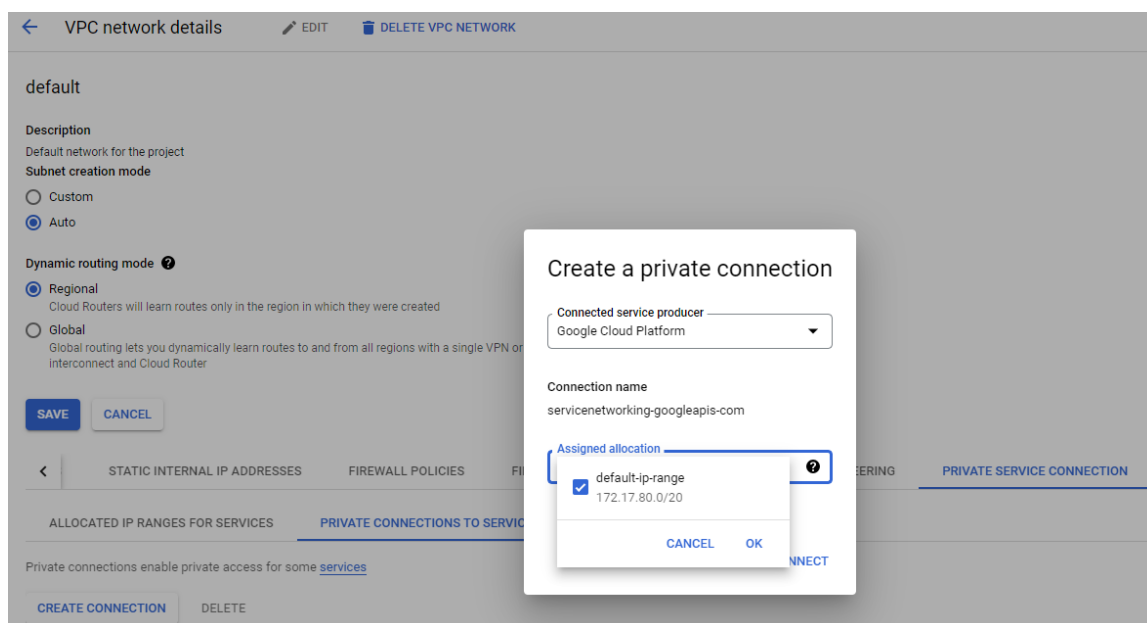 VPC network details
EDIT
DELETE VPC NETWORK
default
Description
Default network for the project
Subnet creation mode
Custom
Auto
Dynamic routing mode
Regional
Cloud Routers will learn routes only in the region in which they were created
Global
Global routing lets you dynamically learn routes to and from all regions with a single VPN or
interconnect and Cloud Router
SAVE
CANCEL
STATIC INTERNAL IP ADDRESSES
FIREWALL POLICIES
PRIVATE SERVICE CONNECTION
ALLOCATED IP RANGES FOR SERVICES
PRIVATE CONNECTIONS TO
Private connections enable private access for some services
CREATE CONNECTION
DELETE
Create a private connection
Connected service producer
Google Cloud Platform
Connection name
servicenetworking-googleapis-com
Assigned allocation
default-ip-range
172.17.80.0/20
CANCEL
OK